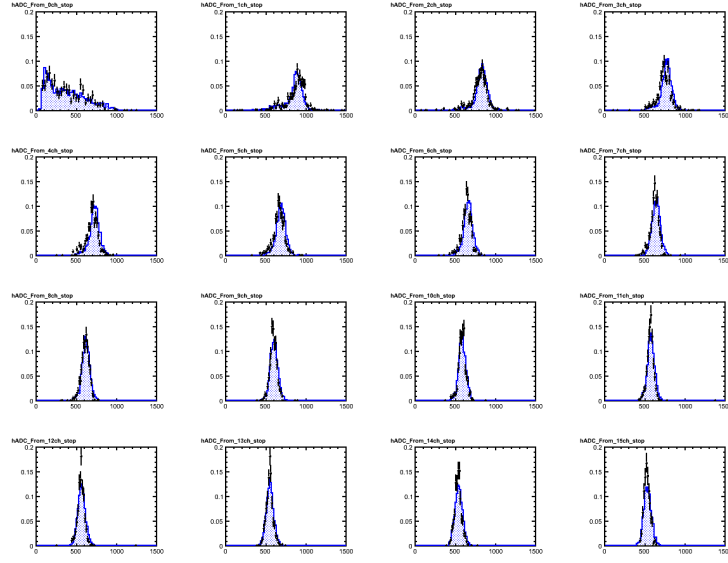 hADC_From_0ch_stop hADC_From_1ch_stop hADC_From_2ch_stop hADC_From_3ch_stop
0.2 0.2 0.2 0.2
0.15 0.15 0.15 0.15
0.1 0.1 0.1 0.1
0.05 0.05 0.05 0.05
0 0 0 0
0 500 1000 1500 0 500 1000 1500 0 500 1000 1500 0 500 1000 1500
hADC_From_4ch_stop hADC_From_5ch_stop hADC_From_6ch_stop hADC_From_7ch_stop
0.2 0.2 0.2 0.2
0.15 0.15 0.15 0.15
0.1 0.1 0.1 0.1
0.05 0.05 0.05 0.05
0 0 0 0
0 500 1000 1500 0 500 1000 1500 0 500 1000 1500 0 500 1000 1500
hADC_From_8ch_stop hADC_From_9ch_stop hADC_From_10ch_stop hADC_From_11ch_stop
0.2 0.2 0.2 0.2
0.15 0.15 0.15 0.15
0.1 0.1 0.1 0.1
0.05 0.05 0.05 0.05
0 0 0 0
0 500 1000 1500 0 500 1000 1500 0 500 1000 1500 0 500 1000 1500
hADC_From_12ch_stop hADC_From_13ch_stop hADC_From_14ch_stop hADC_From_15ch_stop
0.2 0.2 0.2 0.2
0.15 0.15 0.15 0.15
0.1 0.1 0.1 0.1
0.05 0.05 0.05 0.05
0 0 0 0
0 500 1000 1500 0 500 1000 1500 0 500 1000 1500 0 500 1000 1500